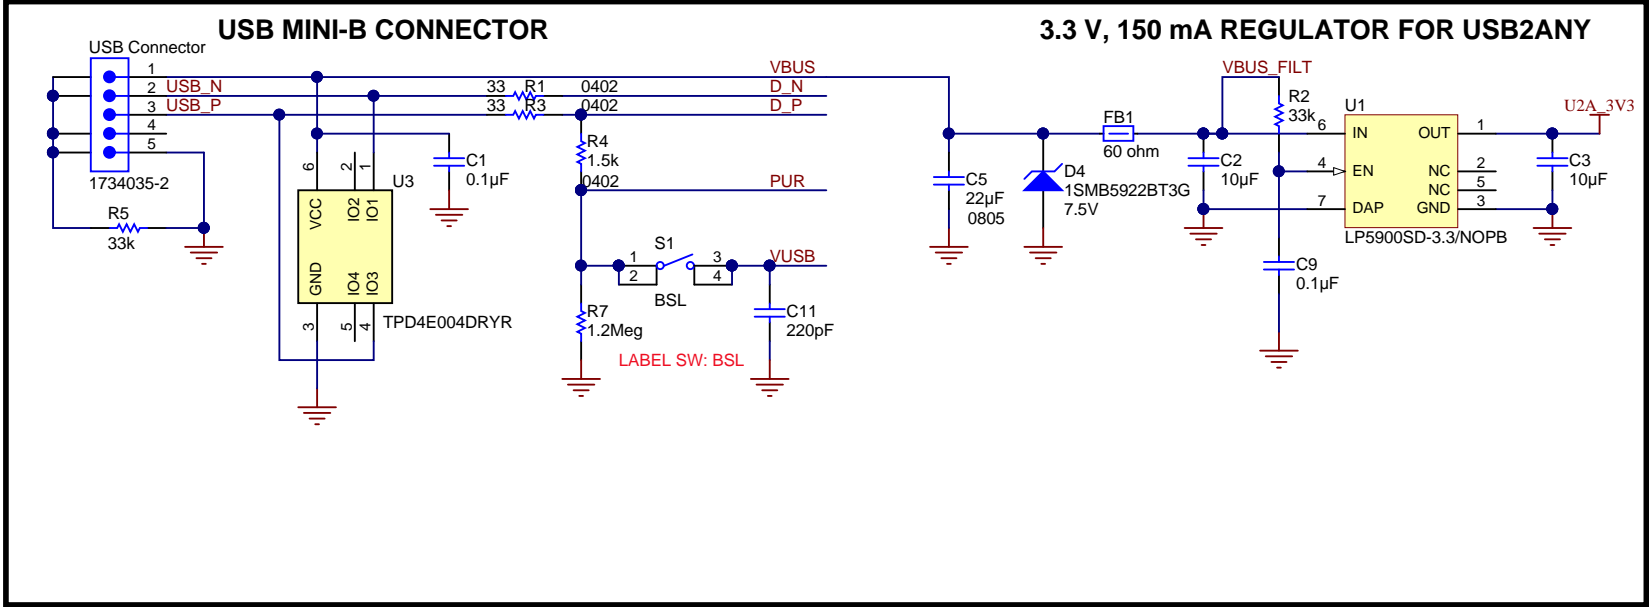 USB MINI-B CONNECTOR
3.3 V, 150 mA REGULATOR FOR USB2ANY
USB Connector
1
2
3
4
5
USB_N
USB_P
1734035-2
R5
33k
33 R1 0402
33 R3 0402
VBUS
D_N
D_P
R4
1.5k
0402
PUR
C1
0.1µF
U3
6
2
1
VCC
IO2
IO1
GND
IO4
IO3
3
5
4
TPD4E004DRYR
S1
1
2
3
4
BSL
VUSB
R7
1.2Meg
C11
220pF
LABEL SW: BSL
C5
22µF
0805
D4
1SMB5922BT3G
7.5V
FB1
60 ohm
VBUS_FILT
R2
33k
C2
10µF
C9
0.1µF
U1
6 IN OUT 1
4 EN NC 2
NC 5
7 DAP GND 3
LP5900SD-3.3/NOPB
U2A_3V3
C3
10µF